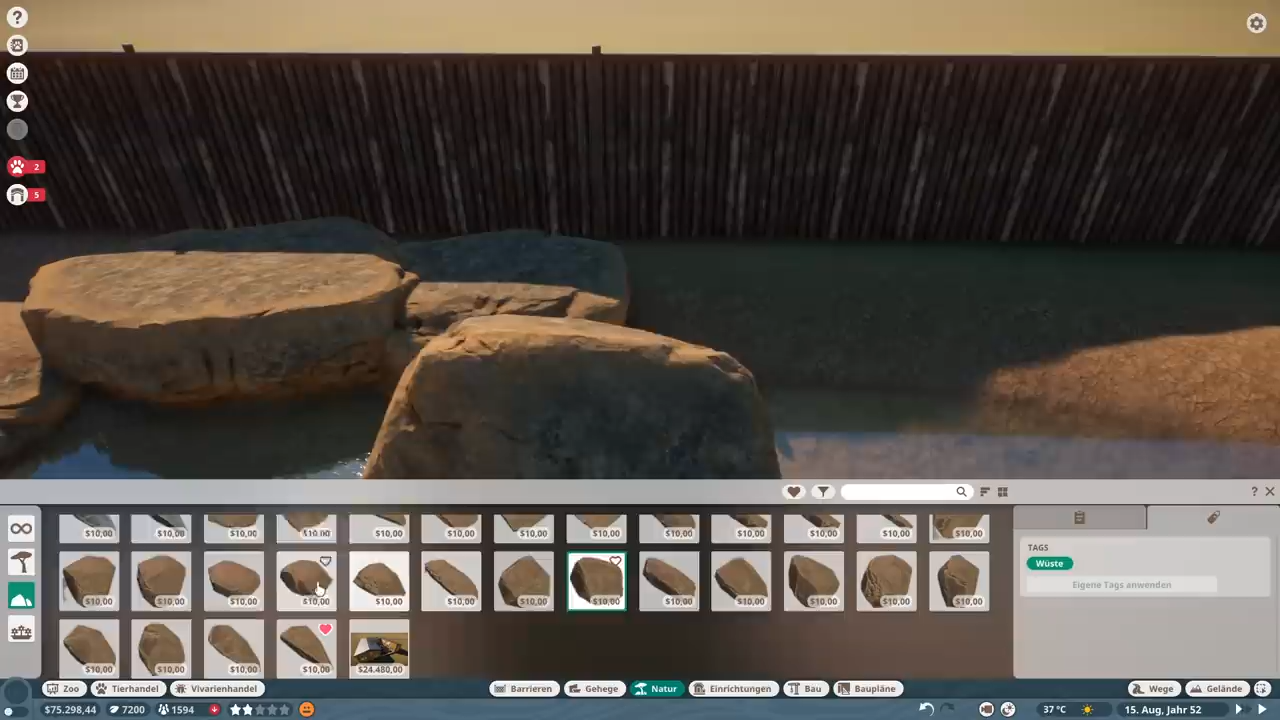 ?
2
5
? ×
$10,00 $10,00 $10,00 $10,00 $10,00 $10,00 $10,00 $10,00 $10,00 $10,00 $10,00 $10,00 $10,00
$10,00 $10,00 $10,00 $10,00 $10,00 $10,00 $10,00 $10,00 $10,00 $10,00 $10,00 $10,00 $10,00
$10,00 $10,00 $10,00 $10,00 $24.480,00
TAGS
Wüste
Eigene Tags anwenden
Zoo Tierhandel Vivarienhandel Barrieren Gehege Natur Einrichtungen Bau Baupläne Wege Gelände
$75.298,44 7200 1594 37 °C 15. Aug, Jahr 52